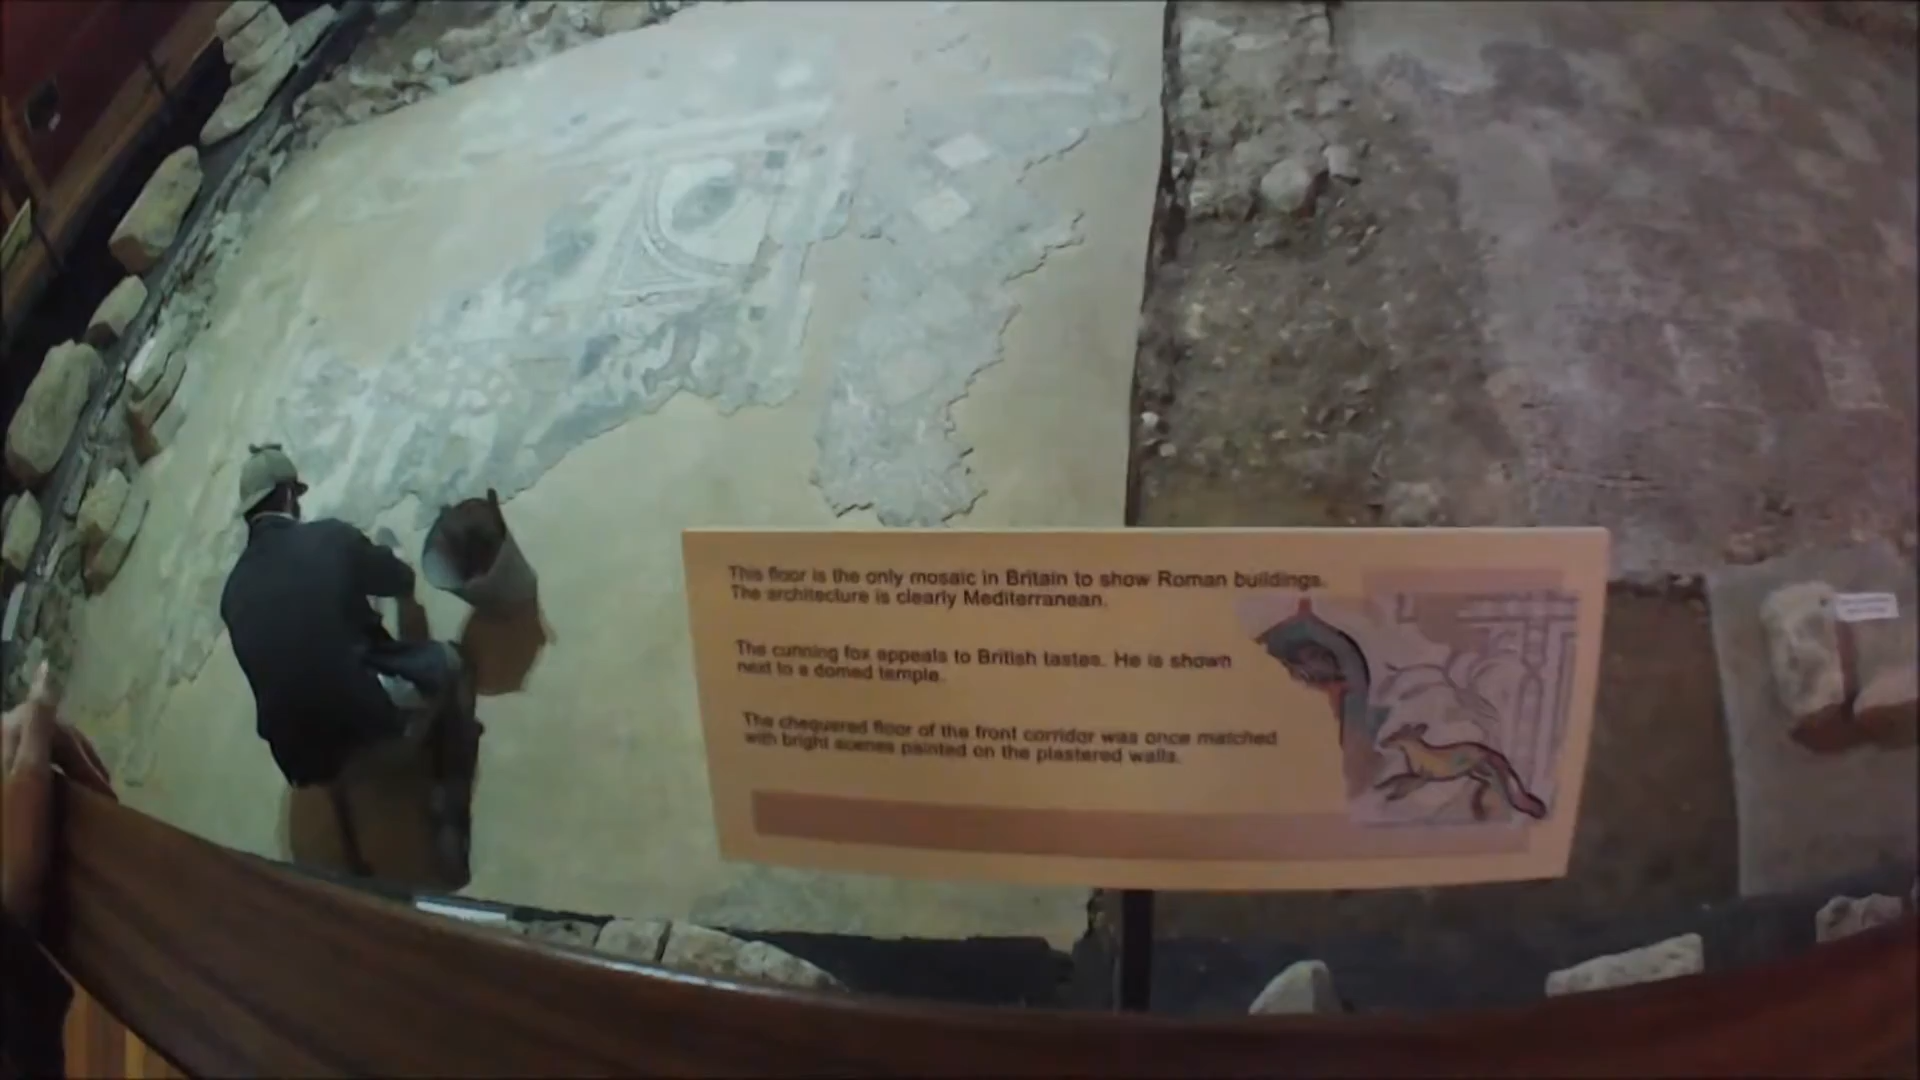 This floor is the only mosaic in Britain to show Roman buildings.
The architecture is clearly Mediterranean.
The cunning fox appeals to British tastes. He is shown
next to a domed temple.
The chequered floor of the front corridor was once matched
with bright scenes painted on the plastered walls.